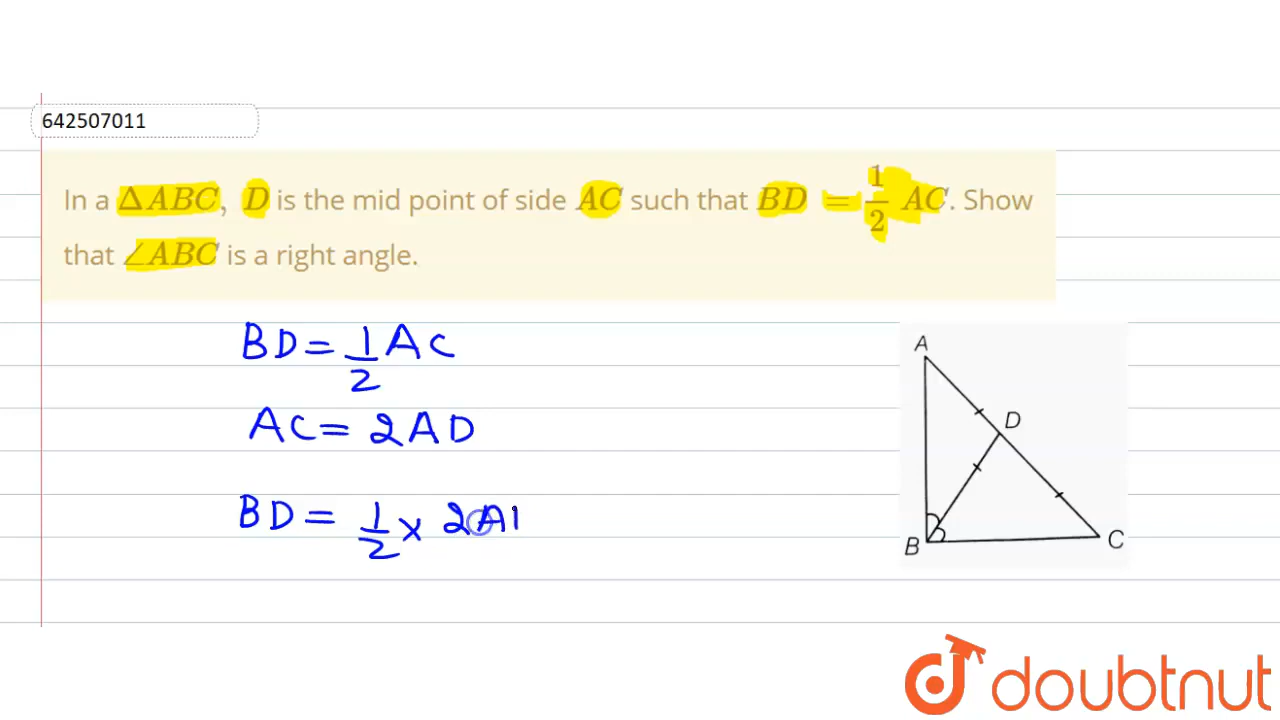 642507011
In a ΔABC, D is the mid point of side AC such that BD = 1/2 AC. Show
that ∠ABC is a right angle.
BD = 1/2 AC
AC = 2AD
BD = 1/2 × 2A
A
D
B
C
doubtnut